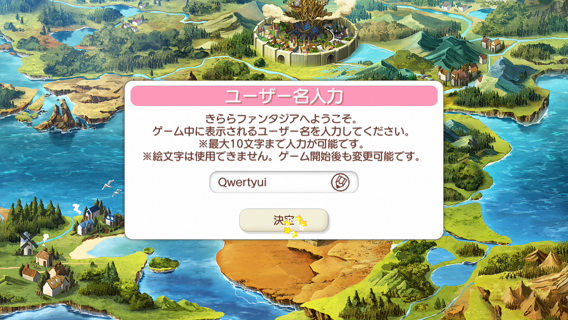 ユーザー名入力
きららファンタジアへようこそ。
ゲーム中に表示されるユーザー名を入力してください。
※最大10文字まで入力が可能です。
※絵文字は使用できません。ゲーム開始後も変更可能です。
Qwertyui
決定